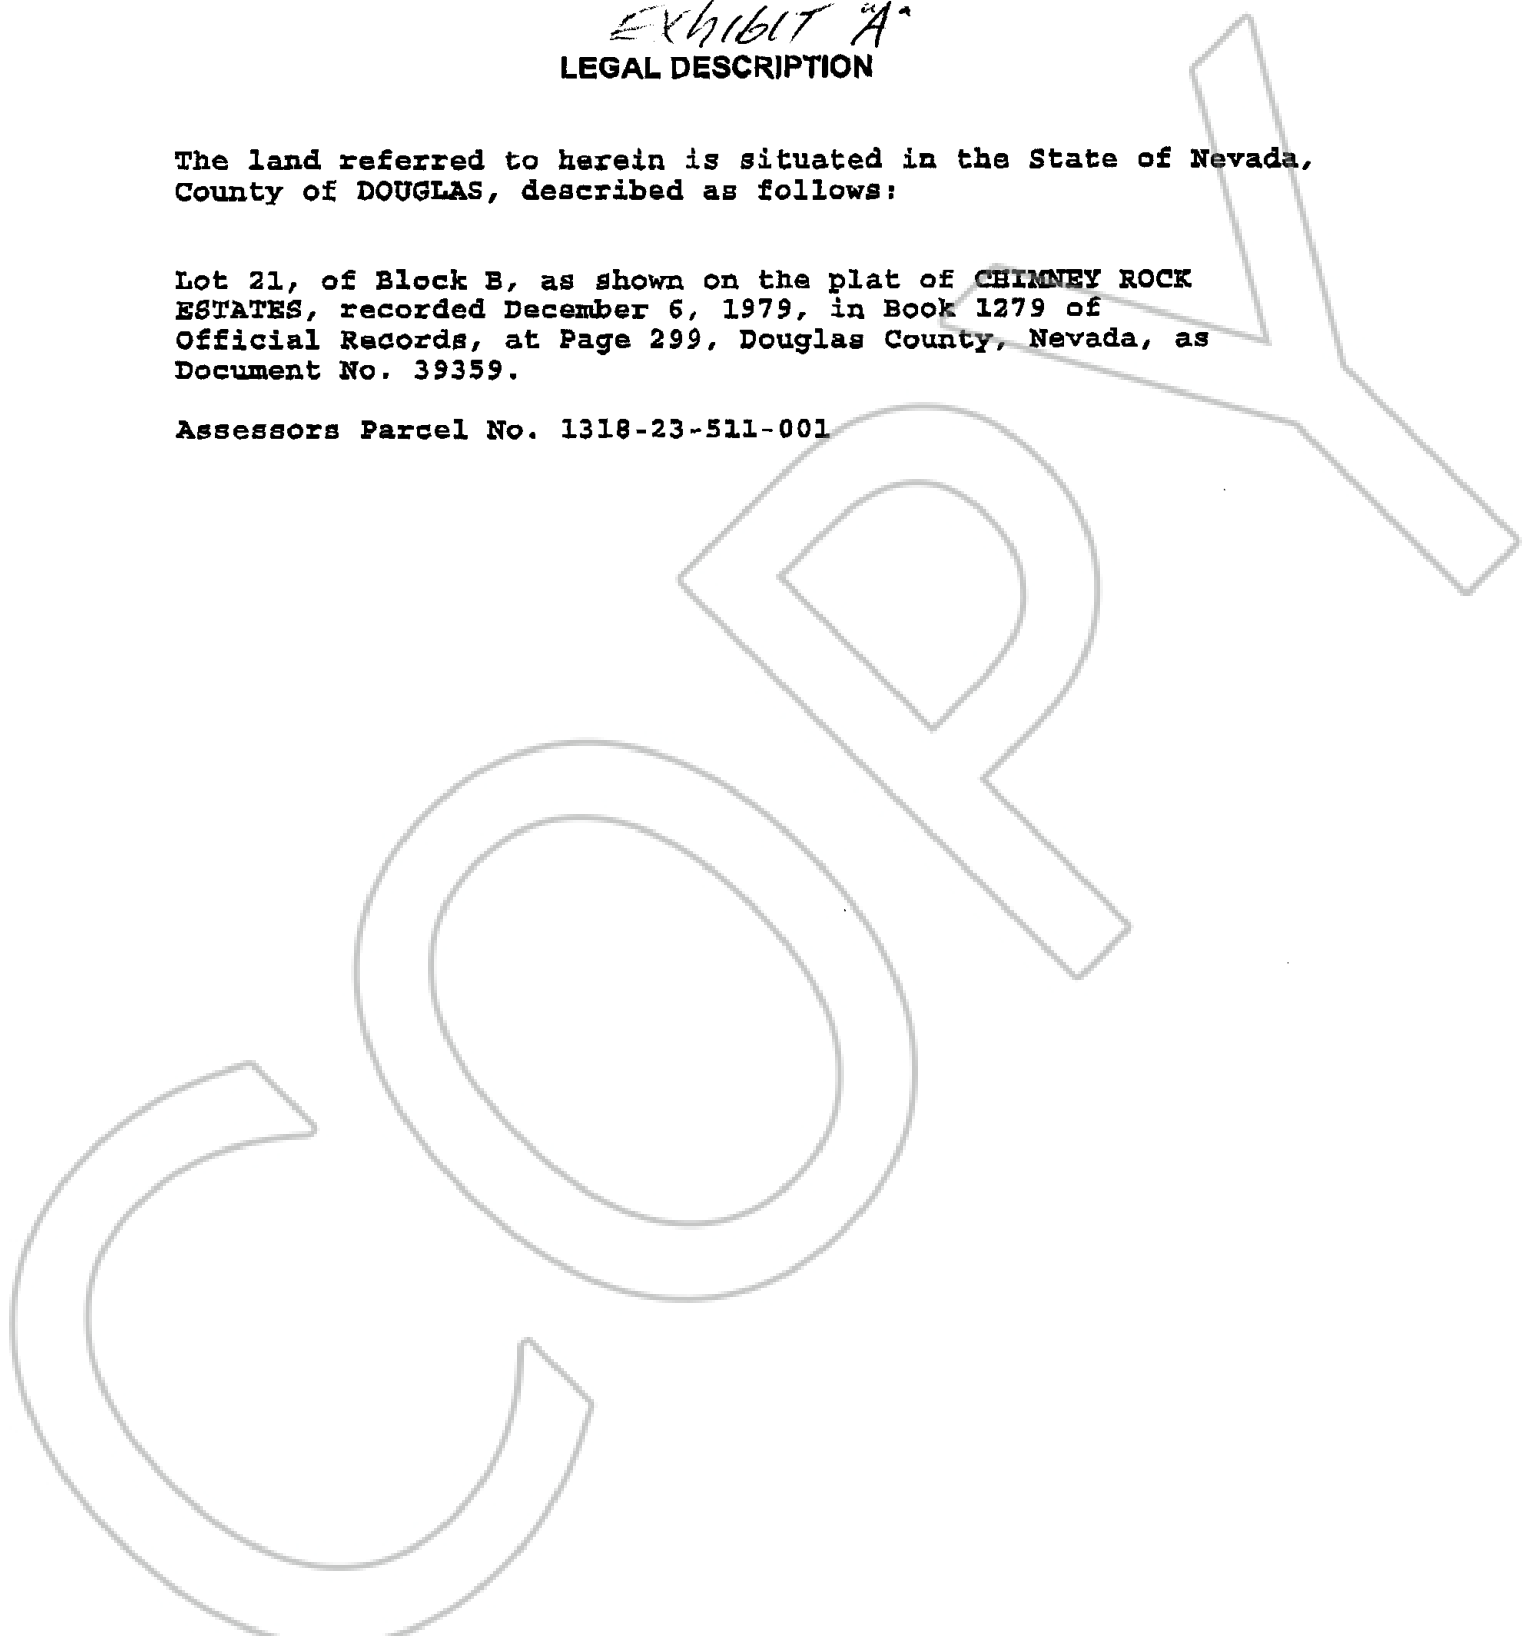 Exhibit "A"
LEGAL DESCRIPTION
The land referred to herein is situated in the State of Nevada,
County of DOUGLAS, described as follows:
Lot 21, of Block B, as shown on the plat of CHIMNEY ROCK
ESTATES, recorded December 6, 1979, in Book 1279 of
Official Records, at Page 299, Douglas County, Nevada, as
Document No. 39359.
Assessors Parcel No. 1318-23-511-001
COPY